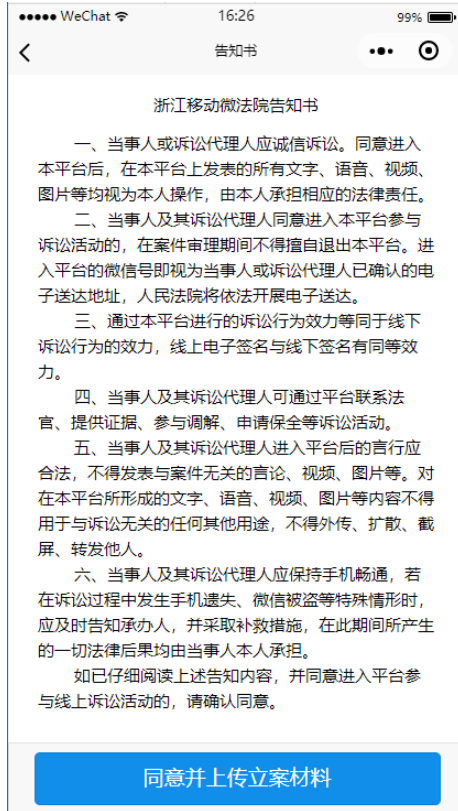 WeChat 16:26 99%
告知书
浙江移动微法院告知书
一、当事人或诉讼代理人应诚信诉讼。同意进入
本平台后，在本平台上发表的所有文字、语音、视频、
图片等均视为本人操作，由本人承担相应的法律责任。
二、当事人及其诉讼代理人同意进入本平台参与
诉讼活动的，在案件审理期间不得擅自退出本平台。进
入平台的微信号即视为当事人或诉讼代理人已确认的电
子送达地址，人民法院将依法开展电子送达。
三、通过本平台进行的诉讼行为效力等同于线下
诉讼行为的效力，线上电子签名与线下签名有同等效
力。
四、当事人及其诉讼代理人可通过平台联系法
官、提供证据、参与调解、申请保全等诉讼活动。
五、当事人及其诉讼代理人进入平台后的言行应
合法，不得发表与案件无关的言论、视频、图片等。对
在本平台所形成的文字、语音、视频、图片等内容不得
用于与诉讼无关的任何其他用途，不得外传、扩散、截
屏、转发他人。
六、当事人及其诉讼代理人应保持手机畅通，若
在诉讼过程中发生手机遗失、微信被盗等特殊情形时，
应及时告知承办人，并采取补救措施，在此期间所产生
的一切法律后果均由当事人本人承担。
如已仔细阅读上述告知内容，并同意进入平台参
与线上诉讼活动的，请确认同意。
同意并上传立案材料